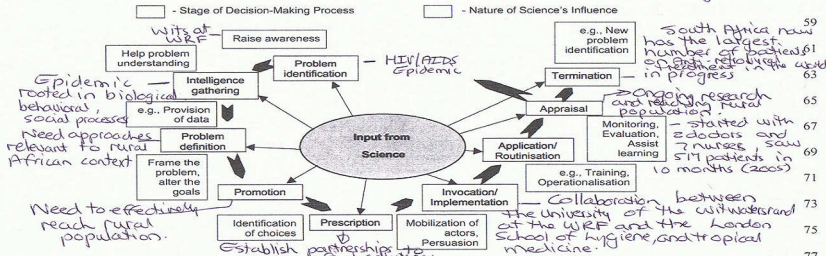 - Stage of Decision-Making Process
- Nature of Science's Influence
Wits at
WRF
Raise awareness
Help problem
understanding
Problem
identification
- HIV/AIDS
Epidemic
Intelligence
gathering
Epidemic
rooted in biological,
behavioral,
social processes
e.g., Provision
of data
Need approaches
relevant to rural
African context
Problem
definition
Frame the
problem,
alter the
goals
Promotion
Need to effectively
reach rural
population.
Identification
of choices
Prescription
Establish partnerships to
Input from
Science
Mobilization of
actors,
Persuasion
Invocation/
Implementation
Collaboration between
the University of the Witwatersrand
at the WRF and the London
School of Hygiene, and tropical
medicine.
Application/
Routinisation
e.g., Training,
Operationalisation
Appraisal
Ongoing research
and reaching rural
population.
Monitoring,
Evaluation,
Assist
learning
- started with
2 doctors and
7 nurses, saw
517 patients in
10 months (2005)
Termination
e.g., New
problem
identification
South Africa now
has the largest
number of patients
on anti-retroviral
treatment in the world
in progress
59
61
63
65
67
69
71
73
75
77